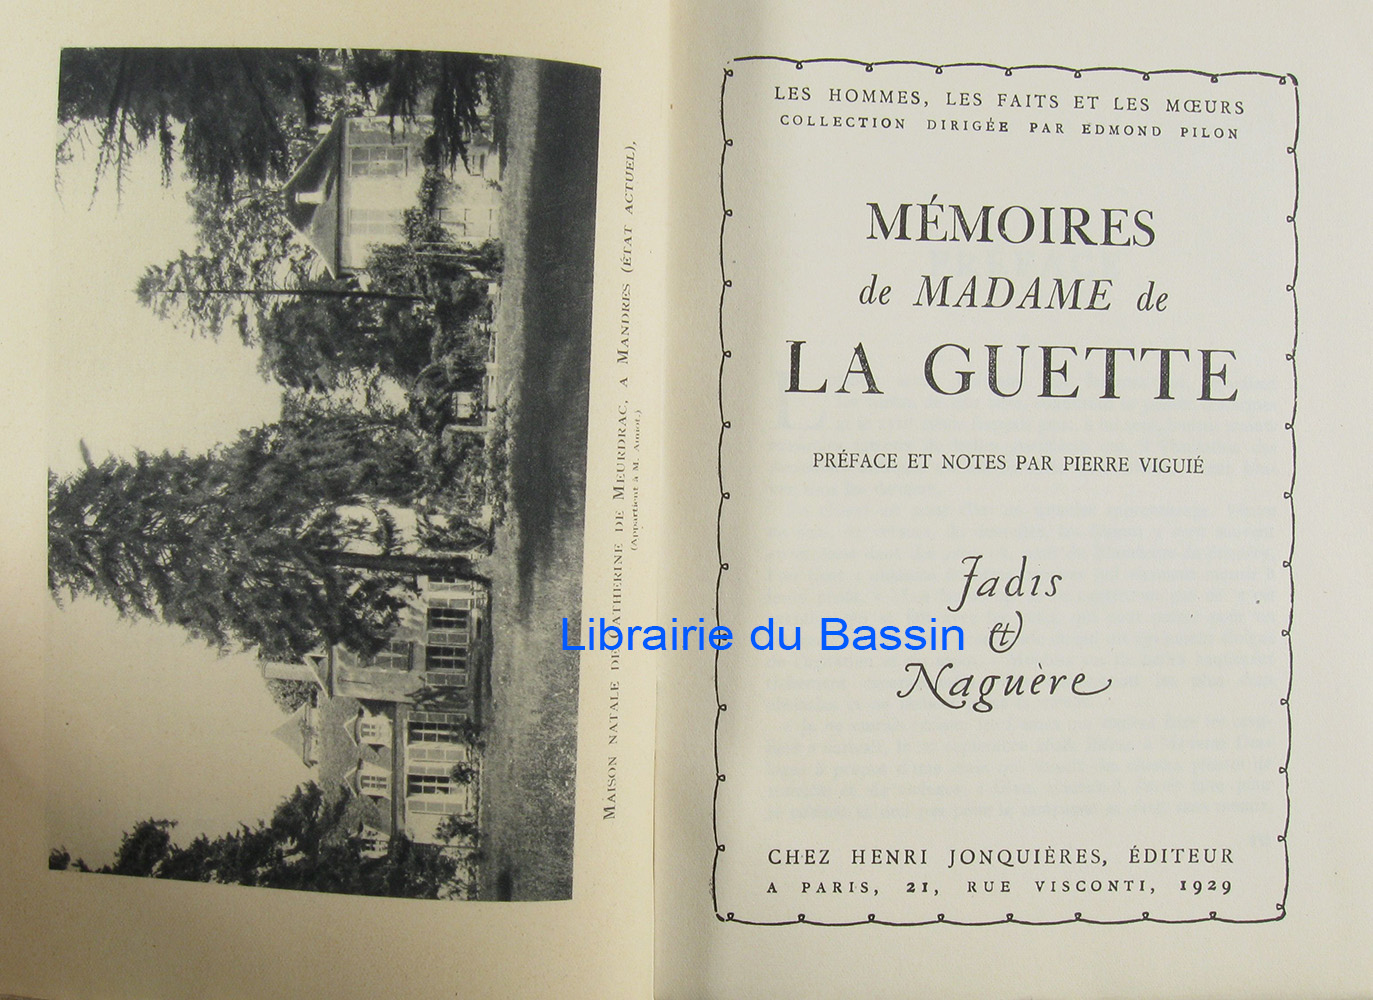 MAISON NATALE DE CATHERINE DE MEURDRAC, A MANDRES (ÉTAT ACTUEL),
(Appartient à M. Amiot.)
LES HOMMES, LES FAITS ET LES MŒURS
COLLECTION DIRIGÉE PAR EDMOND PILON
MÉMOIRES
de MADAME de
LA GUETTE
PRÉFACE ET NOTES PAR PIERRE VIGUIÉ
Jadis
&
Naguère
Librairie du Bassin
CHEZ HENRI JONQUIÈRES, ÉDITEUR
A PARIS, 21, RUE VISCONTI, 1929